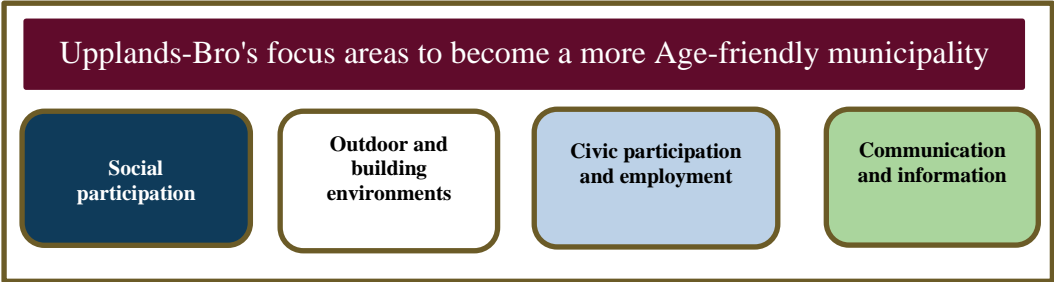 Upplands-Bro's focus areas to become a more Age-friendly municipality
Social
participation
Outdoor and
building
environments
Civic participation
and employment
Communication
and information